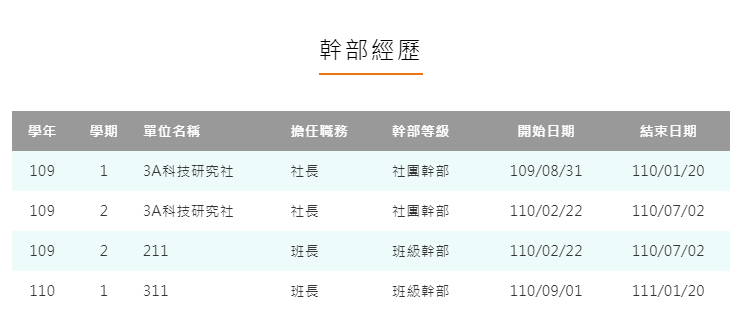 幹部經歷
學年 學期 單位名稱 擔任職務 幹部等級 開始日期 結束日期
109 1 3A科技研究社 社長 社團幹部 109/08/31 110/01/20
109 2 3A科技研究社 社長 社團幹部 110/02/22 110/07/02
109 2 211 班長 班級幹部 110/02/22 110/07/02
110 1 311 班長 班級幹部 110/09/01 111/01/20